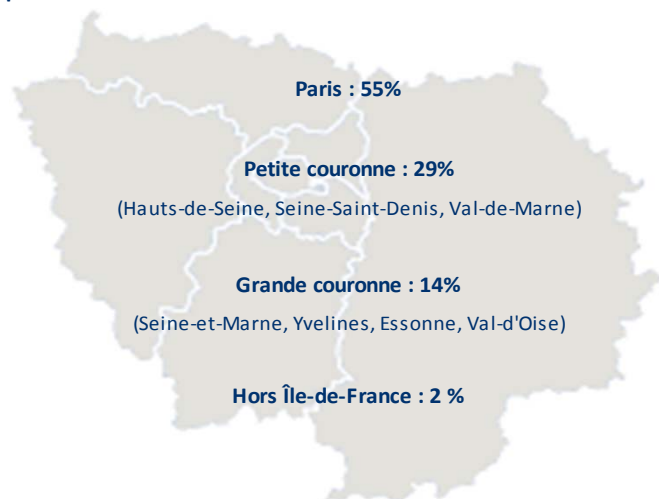 Paris : 55%
Petite couronne : 29%
(Hauts-de-Seine, Seine-Saint-Denis, Val-de-Marne)
Grande couronne : 14%
(Seine-et-Marne, Yvelines, Essonne, Val-d'Oise)
Hors Île-de-France : 2 %